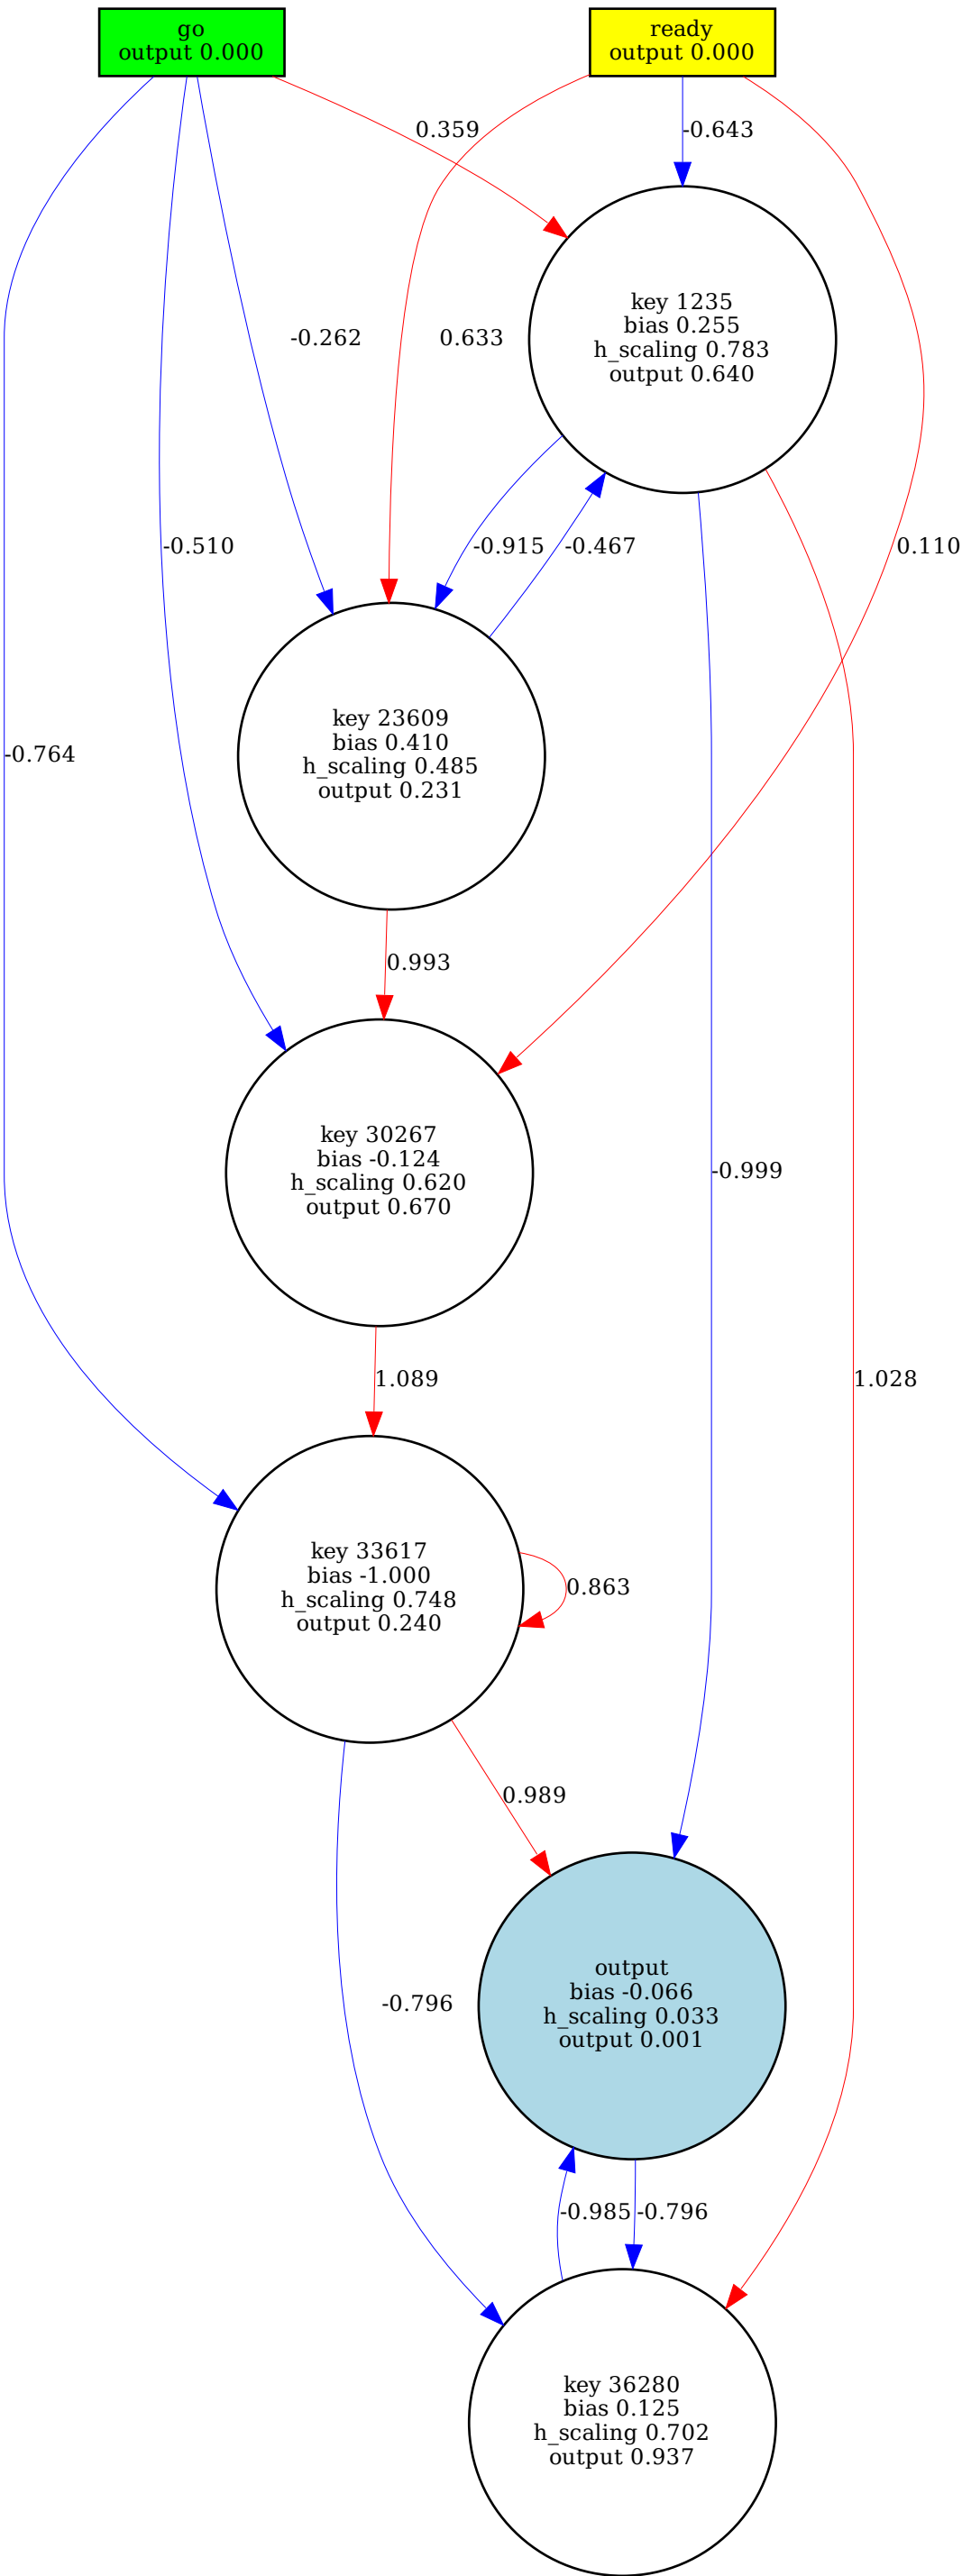 go
output 0.000
ready
output 0.000
0.359
-0.643
key 1235
bias 0.255
h_scaling 0.783
output 0.640
-0.262
0.633
-0.510
-0.915
-0.467
0.110
key 23609
bias 0.410
h_scaling 0.485
output 0.231
-0.764
0.993
key 30267
bias -0.124
h_scaling 0.620
output 0.670
-0.999
1.089
1.028
key 33617
bias -1.000
h_scaling 0.748
output 0.240
0.863
0.989
output
bias -0.066
h_scaling 0.033
output 0.001
-0.796
-0.985
-0.796
key 36280
bias 0.125
h_scaling 0.702
output 0.937